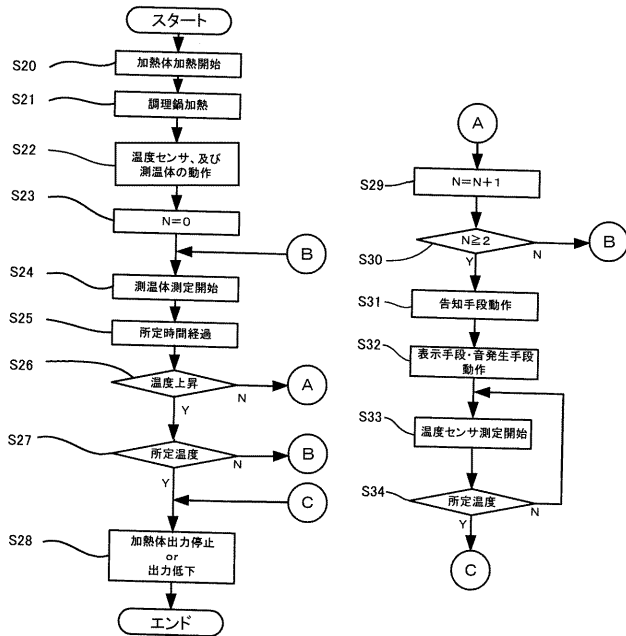 スタート
S20
加熱体加熱開始
S21
調理鍋加熱
S22
温度センサ、及び
測温体の動作
S23
N=0
B
S24
測温体測定開始
S25
所定時間経過
S26
温度上昇
N
A
Y
S27
所定温度
N
B
Y
C
S28
加熱体出力停止
or
出力低下
エンド
A
S29
N=N+1
S30
N≧2
N
B
Y
S31
告知手段動作
S32
表示手段・音発生手段
動作
S33
温度センサ測定開始
S34
所定温度
N
Y
C